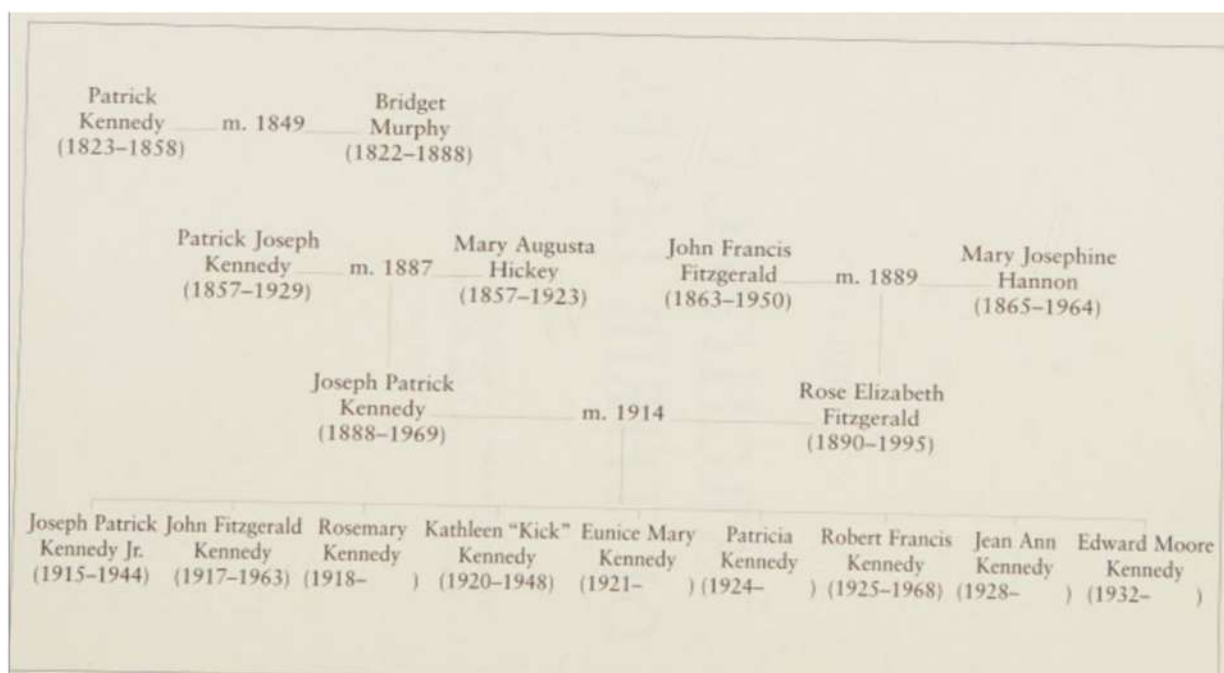 Patrick
Kennedy m. 1849
(1823–1858)
Bridget
Murphy
(1822–1888)
Patrick Joseph
Kennedy m. 1887
(1857–1929)
Mary Augusta
Hickey
(1857–1923)
John Francis
Fitzgerald m. 1889
(1863–1950)
Mary Josephine
Hannon
(1865–1964)
Joseph Patrick
Kennedy m. 1914
(1888–1969)
Rose Elizabeth
Fitzgerald
(1890–1995)
Joseph Patrick
Kennedy Jr.
(1915–1944)
John Fitzgerald
Kennedy
(1917–1963)
Rosemary
Kennedy
(1918– )
Kathleen “Kick”
Kennedy
(1920–1948)
Eunice Mary
Kennedy
(1921– )
Patricia
Kennedy
(1924– )
Robert Francis
Kennedy
(1925–1968)
Jean Ann
Kennedy
(1928– )
Edward Moore
Kennedy
(1932– )